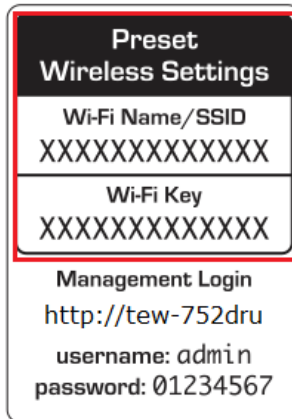 Preset
Wireless Settings
Wi-Fi Name/SSID
XXXXXXXXXXXXX
Wi-Fi Key
XXXXXXXXXXXXX
Management Login
http://tew-752dru
username: admin
password: 01234567